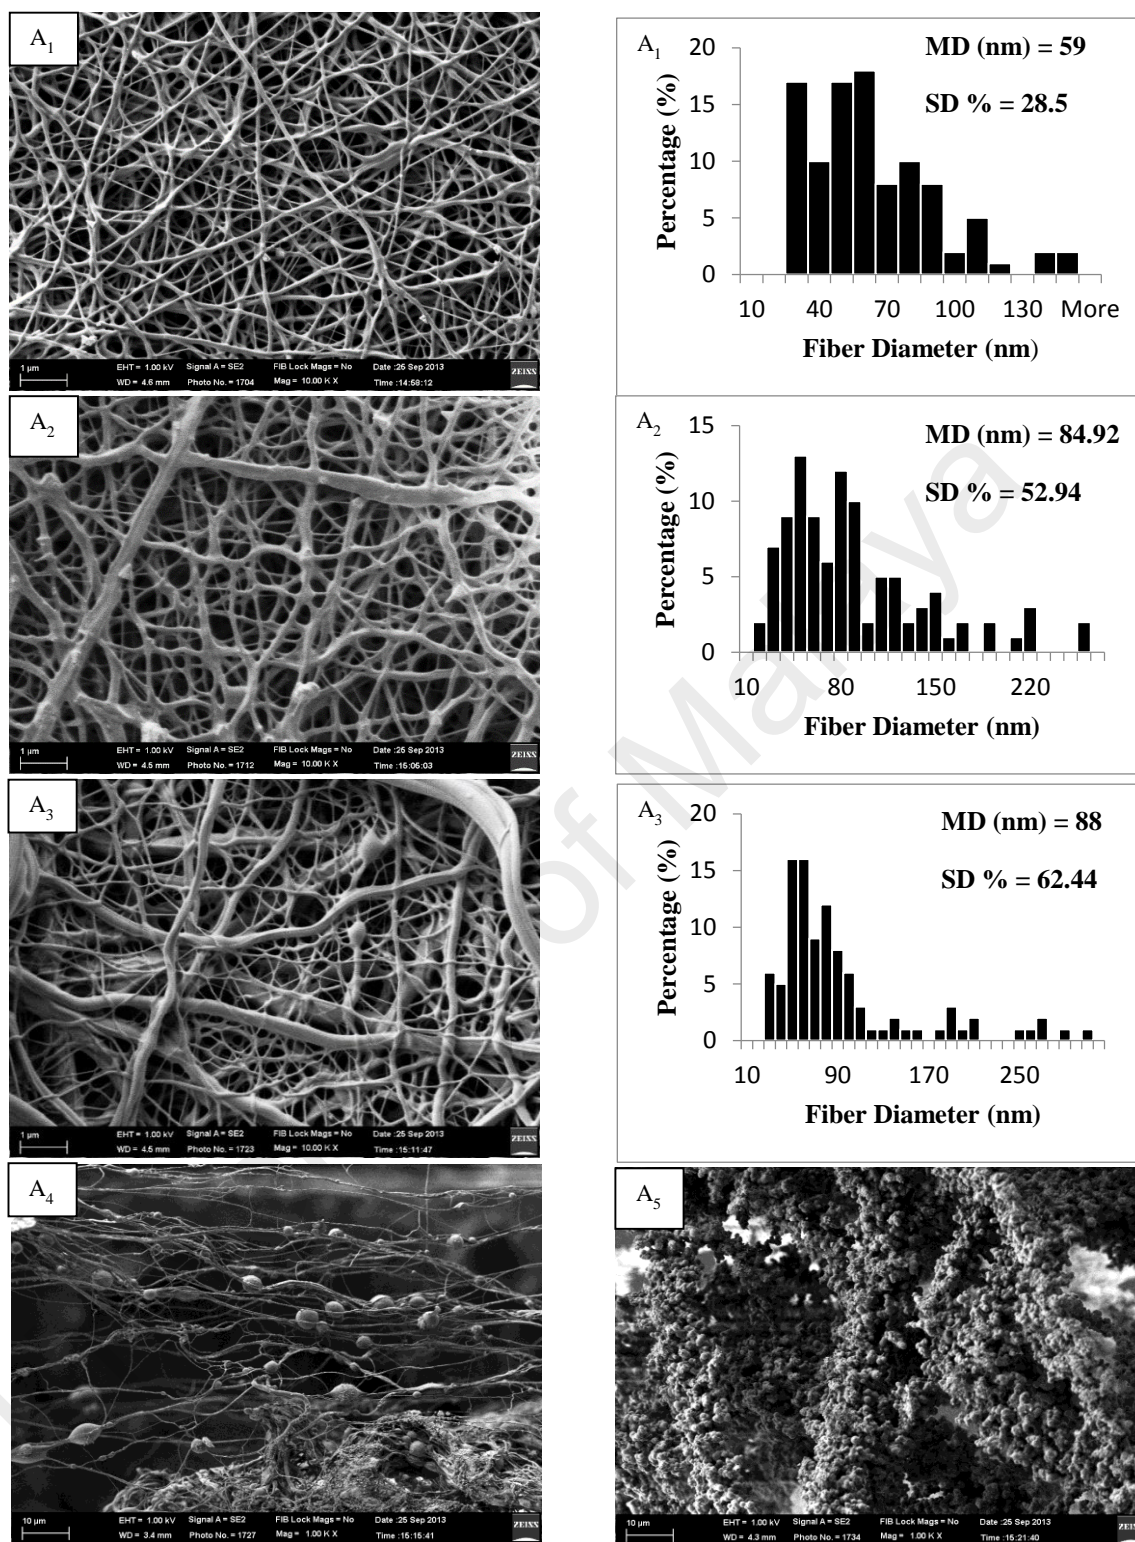 A1
1 µm
EHT = 1.00 kV Signal A = SE2 FIB Lock Mags = No Date :25 Sep 2013
WD = 4.6 mm Photo No. = 1704 Mag = 10.00 K X Time :14:58:12
ZEISS
A1
MD (nm) = 59
SD % = 28.5
Percentage (%)
20
15
10
5
0
10 40 70 100 130 More
Fiber Diameter (nm)
A2
1 µm
EHT = 1.00 kV Signal A = SE2 FIB Lock Mags = No Date :25 Sep 2013
WD = 4.5 mm Photo No. = 1712 Mag = 10.00 K X Time :15:06:03
ZEISS
A2
MD (nm) = 84.92
SD % = 52.94
Percentage (%)
15
10
5
0
10 80 150 220
Fiber Diameter (nm)
A3
1 µm
EHT = 1.00 kV Signal A = SE2 FIB Lock Mags = No Date :25 Sep 2013
WD = 4.5 mm Photo No. = 1723 Mag = 10.00 K X Time :15:11:47
ZEISS
A3
MD (nm) = 88
SD % = 62.44
Percentage (%)
20
15
10
5
0
10 90 170 250
Fiber Diameter (nm)
A4
10 µm
EHT = 1.00 kV Signal A = SE2 FIB Lock Mags = No Date :25 Sep 2013
WD = 3.4 mm Photo No. = 1727 Mag = 1.00 K X Time :15:15:41
ZEISS
A5
10 µm
EHT = 1.00 kV Signal A = SE2 FIB Lock Mags = No Date :25 Sep 2013
WD = 4.3 mm Photo No. = 1734 Mag = 1.00 K X Time :15:21:40
ZEIS
of Malaya